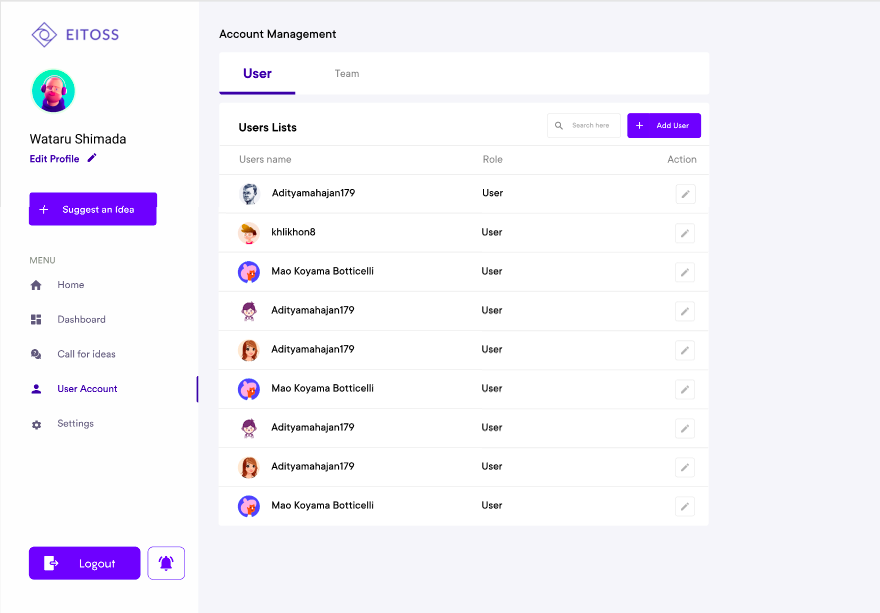 EITOSS
Wataru Shimada
Edit Profile
+ Suggest an Idea
MENU
Home
Dashboard
Call for ideas
User Account
Settings
Logout
Account Management
User Team
Users Lists Search here + Add User
Users name Role Action
Adityamahajan179 User
khlikhon8 User
Mao Koyama Botticelli User
Adityamahajan179 User
Adityamahajan179 User
Mao Koyama Botticelli User
Adityamahajan179 User
Adityamahajan179 User
Mao Koyama Botticelli User